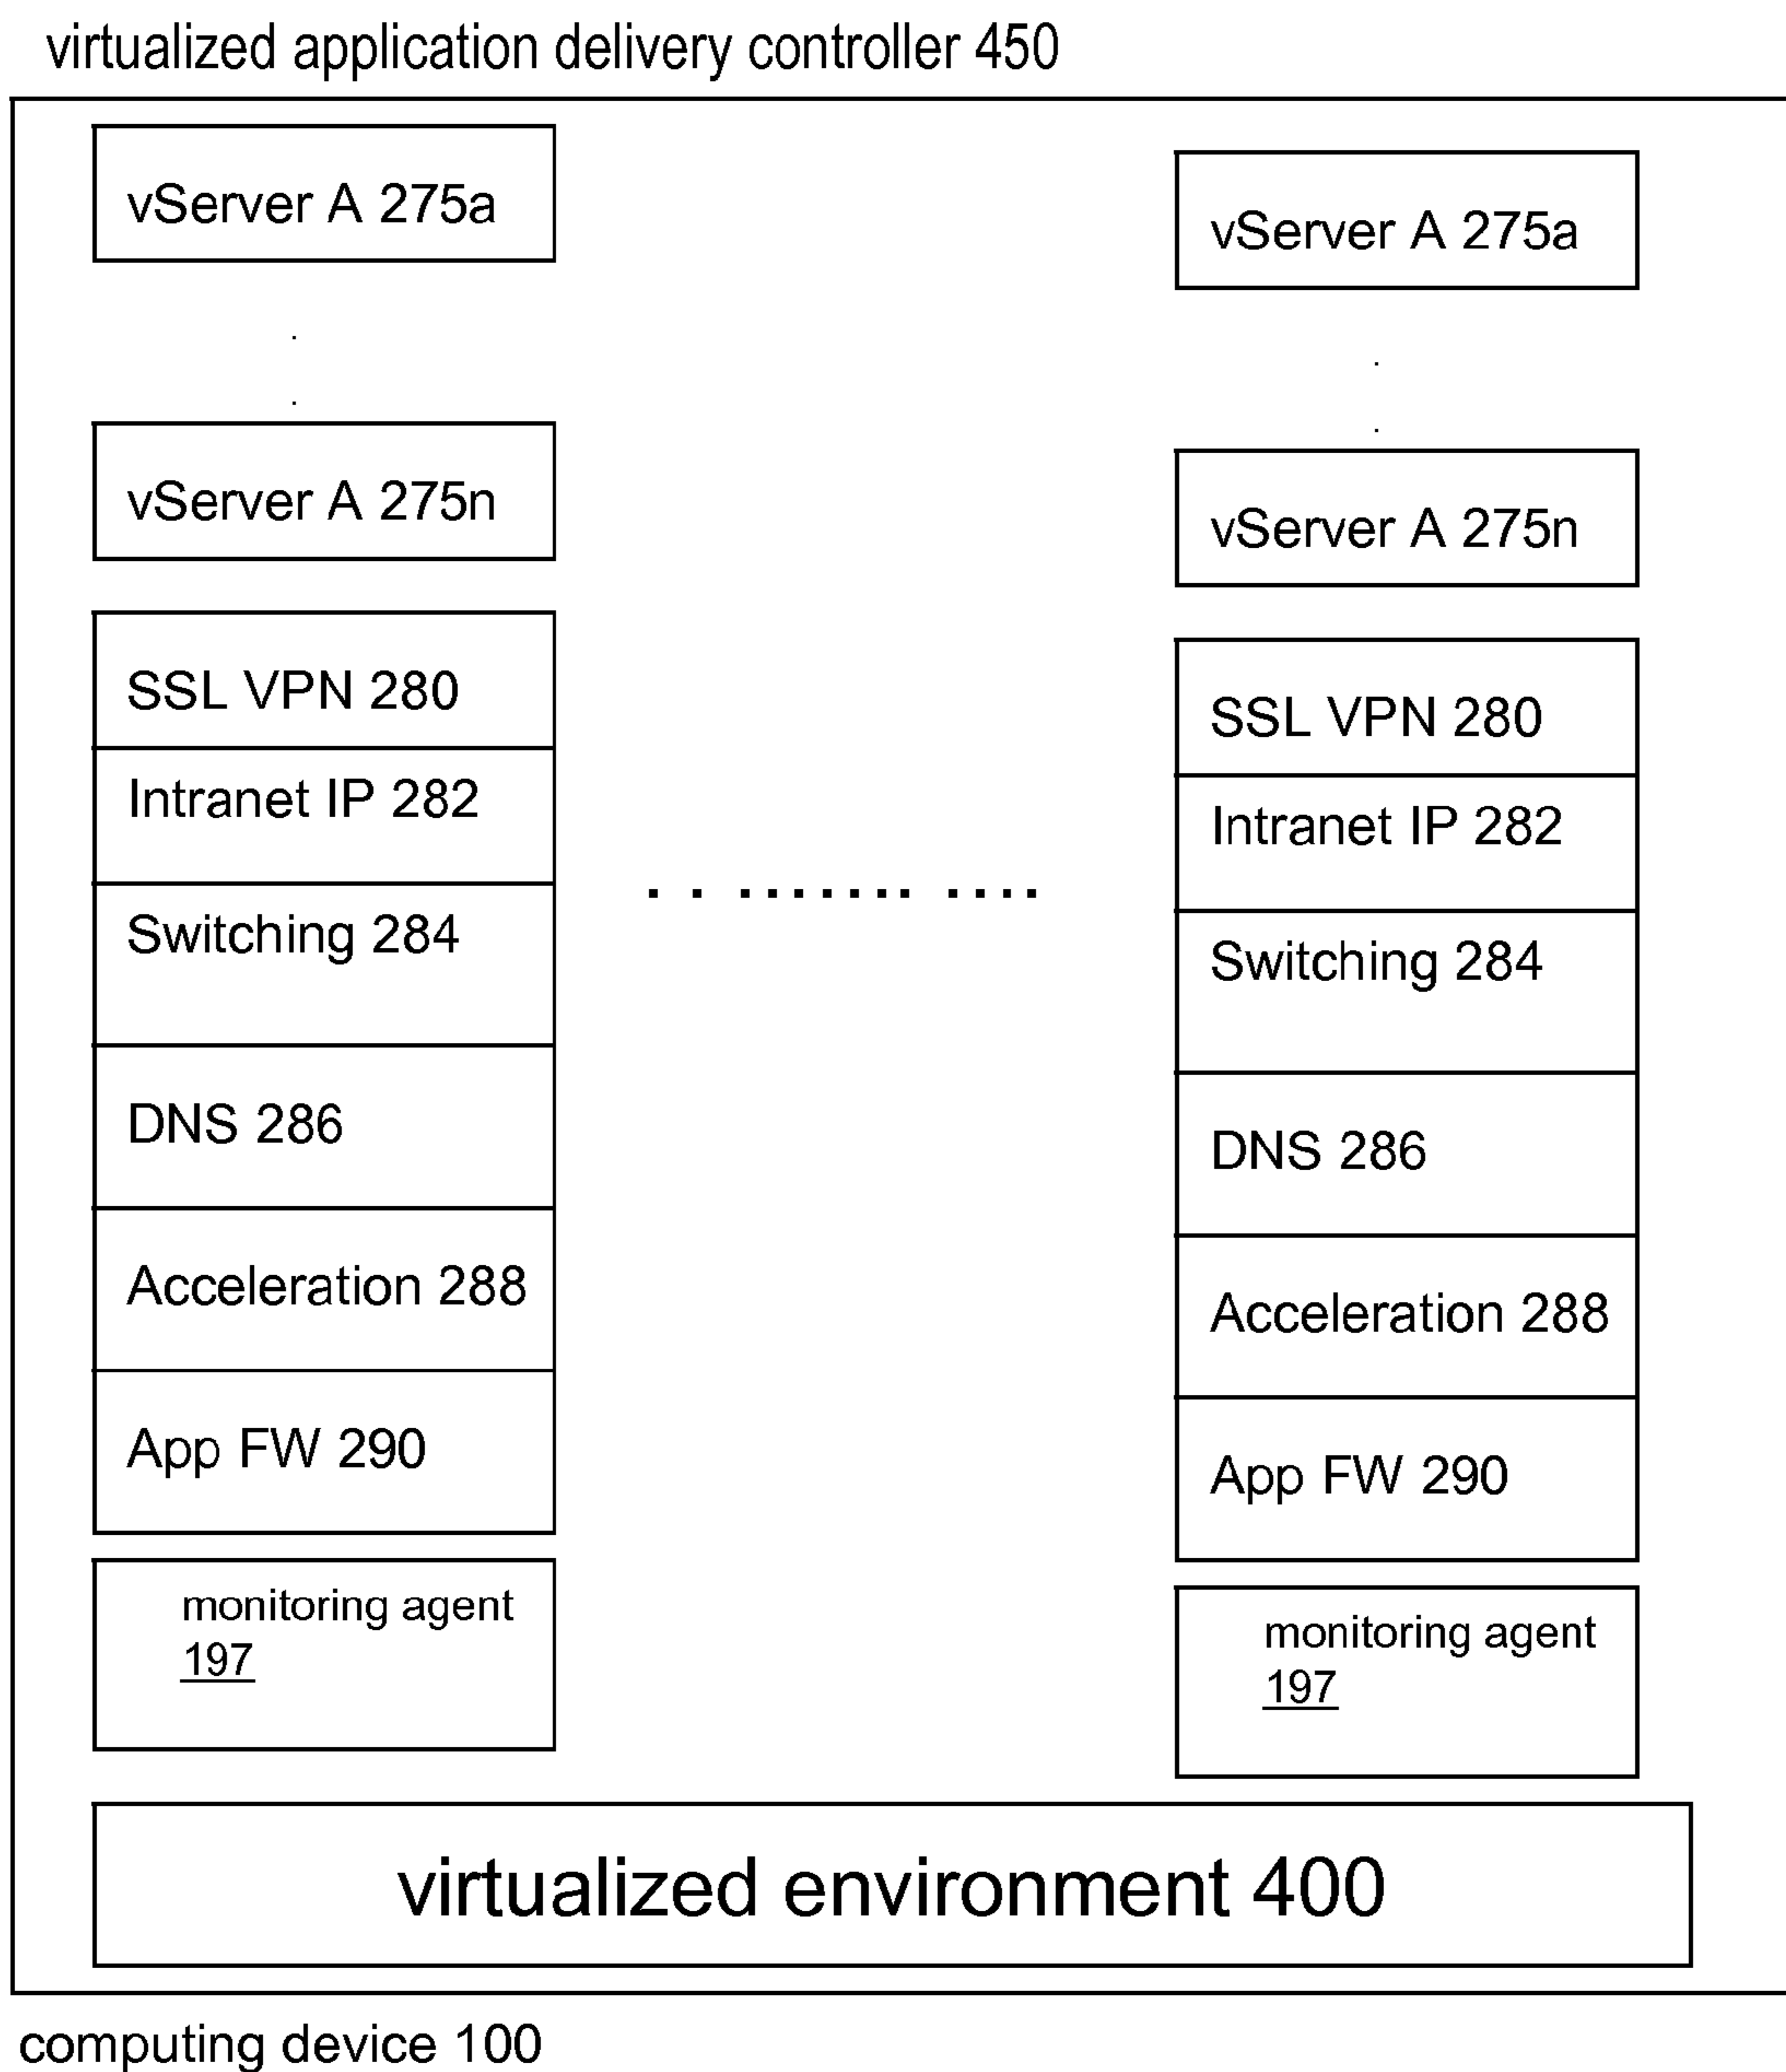 virtualized application delivery controller 450
vServer A 275a
vServer A 275n
SSL VPN 280
Intranet IP 282
Switching 284
DNS 286
Acceleration 288
App FW 290
monitoring agent
197
vServer A 275a
vServer A 275n
SSL VPN 280
Intranet IP 282
Switching 284
DNS 286
Acceleration 288
App FW 290
monitoring agent
197
virtualized environment 400
computing device 100